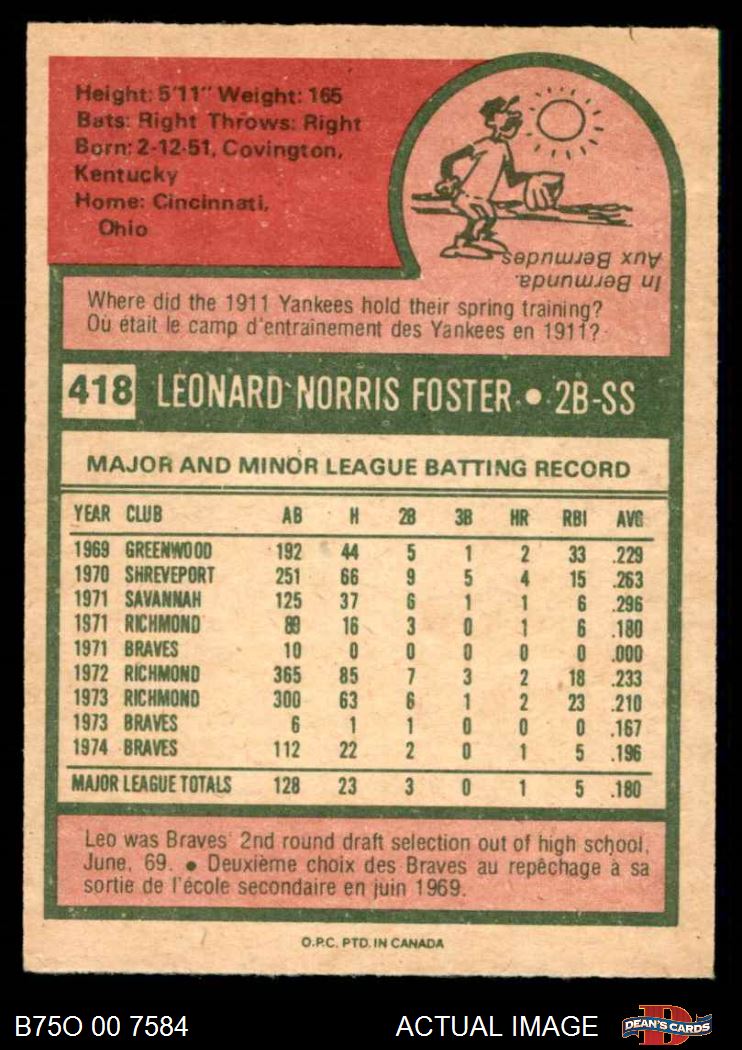 Height: 5'11" Weight: 165
Bats: Right Throws: Right
Born: 2-12-51, Covington,
Kentucky
Home: Cincinnati,
Ohio
In Bermunda.
Aux Bermudes
Where did the 1911 Yankees hold their spring training?
Où était le camp d'entrainement des Yankees en 1911?
418 LEONARD NORRIS FOSTER • 2B-SS
MAJOR AND MINOR LEAGUE BATTING RECORD
YEAR CLUB AB H 2B 3B HR RBI AVG
1969 GREENWOOD 192 44 5 1 2 33 .229
1970 SHREVEPORT 251 66 9 5 4 15 .263
1971 SAVANNAH 125 37 6 1 1 6 .296
1971 RICHMOND 89 16 3 0 1 6 .180
1971 BRAVES 10 0 0 0 0 0 .000
1972 RICHMOND 365 85 7 3 2 18 .233
1973 RICHMOND 300 63 6 1 2 23 .210
1973 BRAVES 6 1 1 0 0 0 .167
1974 BRAVES 112 22 2 0 1 5 .196
MAJOR LEAGUE TOTALS 128 23 3 0 1 5 .180
Leo was Braves' 2nd round draft selection out of high school,
June, 69. • Deuxième choix des Braves au repêchage à sa
sortie de l'école secondaire en juin 1969.
O.P.C. PTD. IN CANADA
B75O 00 7584 ACTUAL IMAGE D DEAN'S CARDS